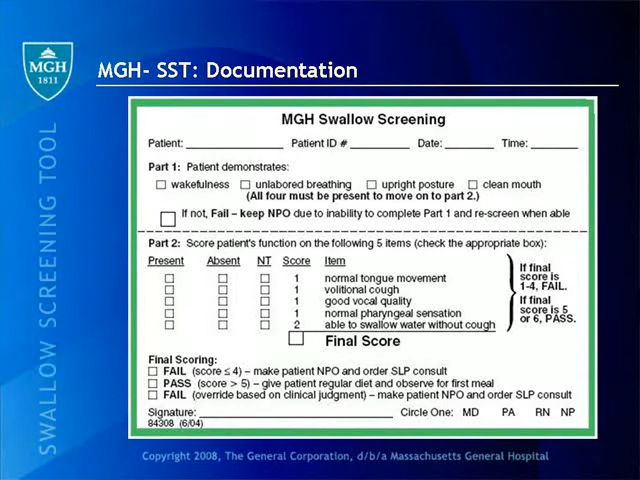 MGH
1811
MGH- SST: Documentation
SWALLOW SCREENING TOOL
MGH Swallow Screening
Patient: ____________________ Patient ID # ____________ Date: __________ Time: __________
Part 1: Patient demonstrates:
☐ wakefulness ☐ unlabored breathing ☐ upright posture ☐ clean mouth
(All four must be present to move on to part 2.)
☐ If not, Fail – keep NPO due to inability to complete Part 1 and re-screen when able
Part 2: Score patient's function on the following 5 items (check the appropriate box):
Present Absent NT Score Item
☐ ☐ ☐ 1 normal tongue movement
☐ ☐ ☐ 1 volitional cough
☐ ☐ ☐ 1 good vocal quality
☐ ☐ ☐ 1 normal pharyngeal sensation
☐ ☐ ☐ 2 able to swallow water without cough
If final
score is
1-4, FAIL.
If final
score is 5
or 6, PASS.
☐ Final Score
Final Scoring:
☐ FAIL (score ≤ 4) – make patient NPO and order SLP consult
☐ PASS (score > 5) – give patient regular diet and observe for first meal
☐ FAIL (override based on clinical judgment) – make patient NPO and order SLP consult
Signature: ______________________________ Circle One: MD PA RN NP
84308 (6/04)
Copyright 2008, The General Corporation, d/b/a Massachusetts General Hospital